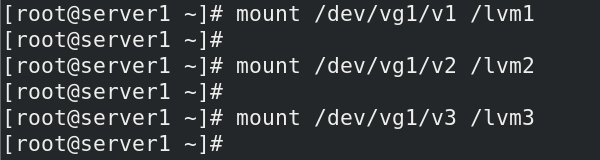 [root@server1 ~]# mount /dev/vg1/v1 /lvm1
[root@server1 ~]#
[root@server1 ~]# mount /dev/vg1/v2 /lvm2
[root@server1 ~]#
[root@server1 ~]# mount /dev/vg1/v3 /lvm3
[root@server1 ~]#